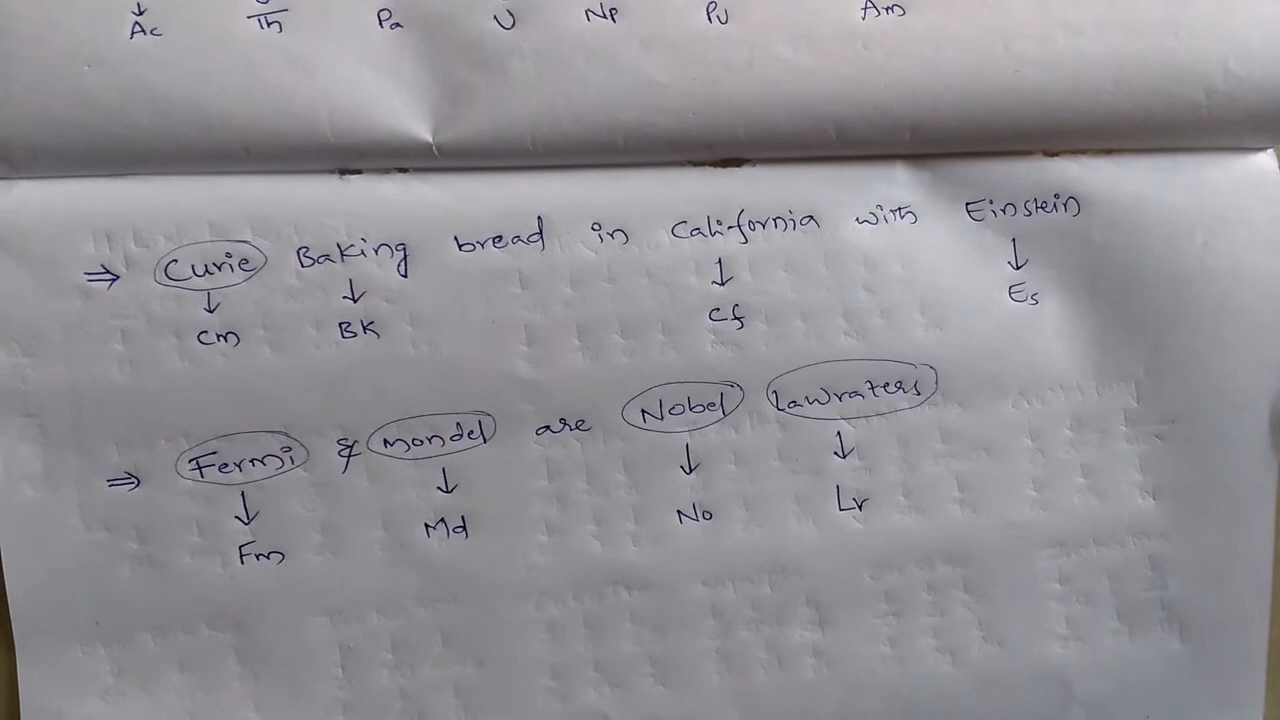 ↓
Ac Th Pa U Np Pu Am
⇒ Curie Baking bread in California with Einstein
↓ ↓ ↓ ↓
Cm BK Cf Es
⇒ Fermi & Mondel are Nobel Lawraters
↓ ↓ ↓ ↓
Fm Md No Lr